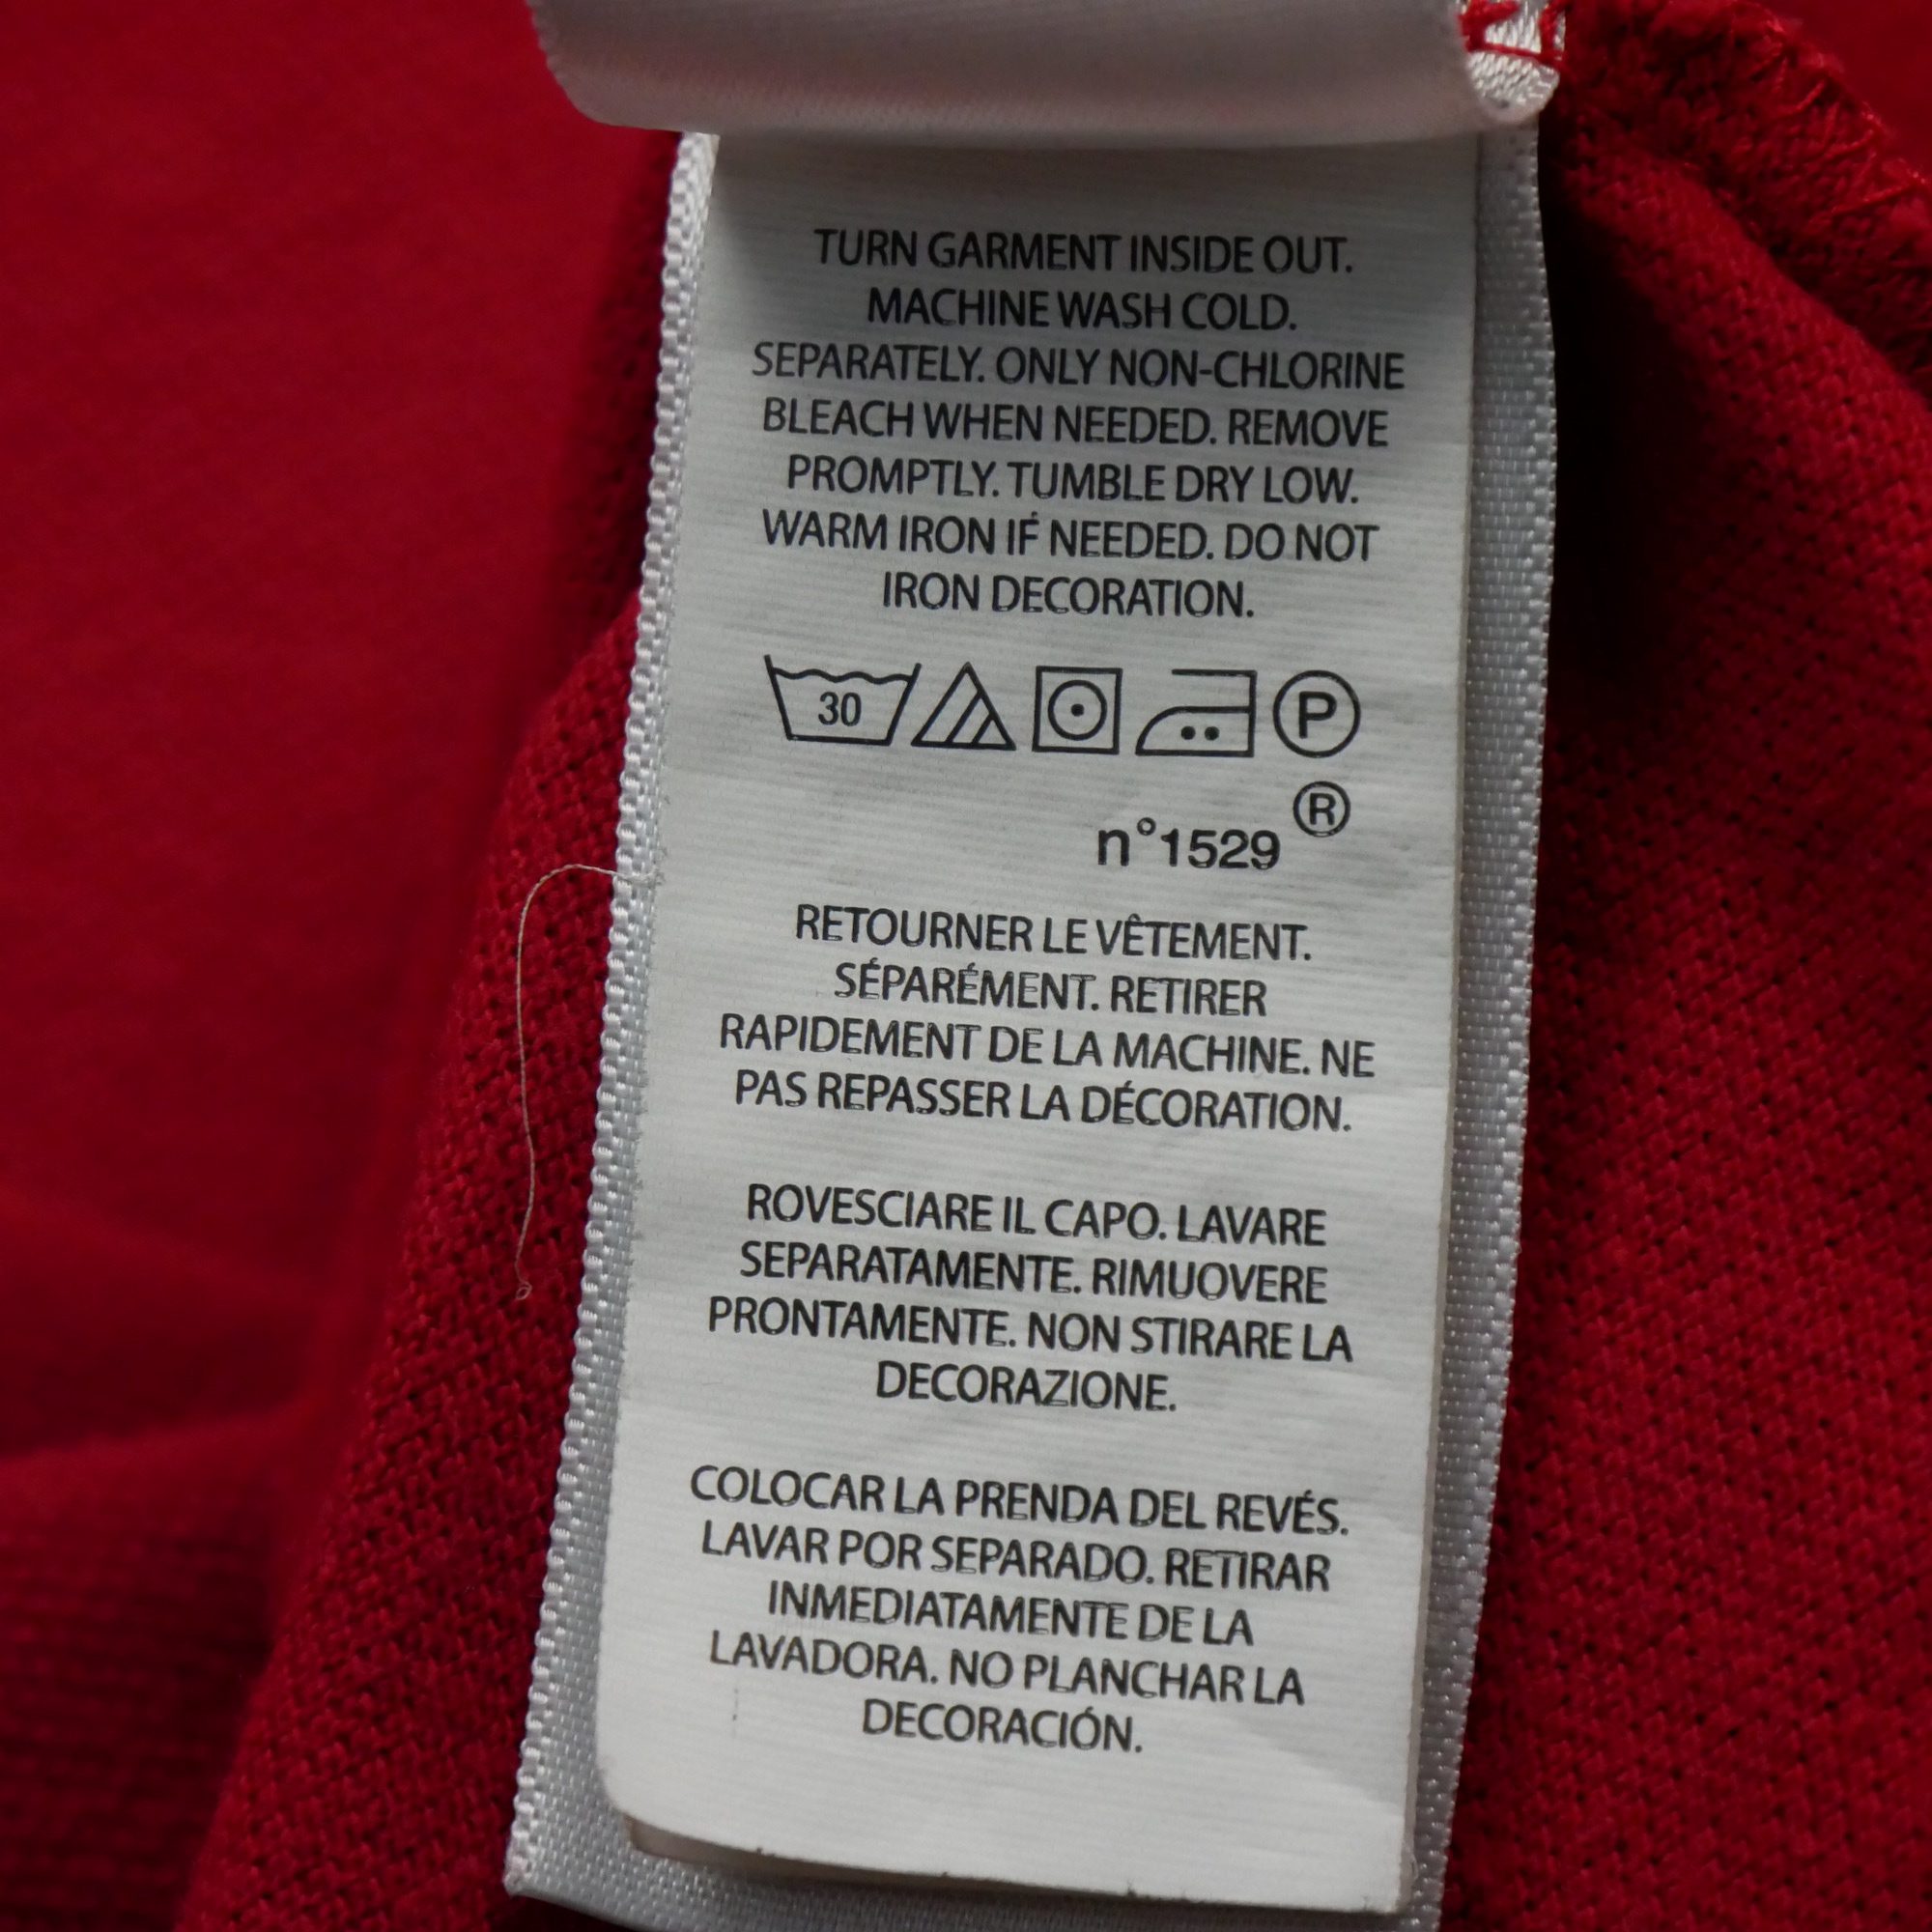 TURN GARMENT INSIDE OUT.
MACHINE WASH COLD.
SEPARATELY. ONLY NON-CHLORINE
BLEACH WHEN NEEDED. REMOVE
PROMPTLY. TUMBLE DRY LOW.
WARM IRON IF NEEDED. DO NOT
IRON DECORATION.
30 P
®
n°1529
RETOURNER LE VÊTEMENT.
SÉPARÉMENT. RETIRER
RAPIDEMENT DE LA MACHINE. NE
PAS REPASSER LA DÉCORATION.
ROVESCIARE IL CAPO. LAVARE
SEPARATAMENTE. RIMUOVERE
PRONTAMENTE. NON STIRARE LA
DECORAZIONE.
COLOCAR LA PRENDA DEL REVÉS.
LAVAR POR SEPARADO. RETIRAR
INMEDIATAMENTE DE LA
LAVADORA. NO PLANCHAR LA
DECORACIÓN.